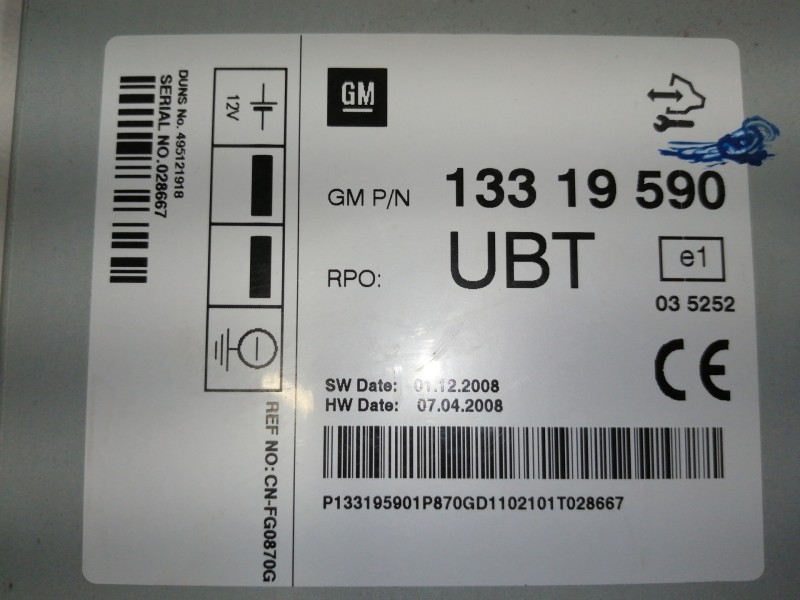 DUNS No. 495121918
SERIAL NO.028667
12V
REF NO: CN-FG0870G
GM
GM P/N 133 19 590
RPO: UBT
e1
03 5252
CE
SW Date: 01.12.2008
HW Date: 07.04.2008
P133195901P870GD1102101T028667